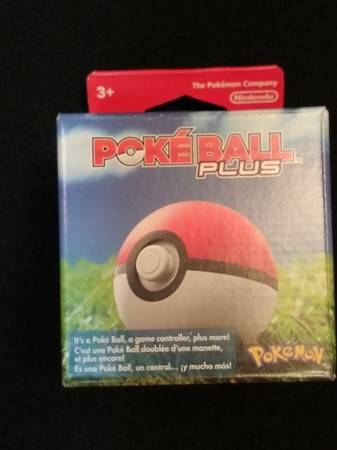 3+
The Pokémon Company
Nintendo
POKÉ BALL
PLUS
It's a Poké Ball, a game controller, plus more!
C'est une Poké Ball doublée d'une manette,
et plus encore!
Es una Poké Ball, un control... ¡y mucho más!
POKÉMON